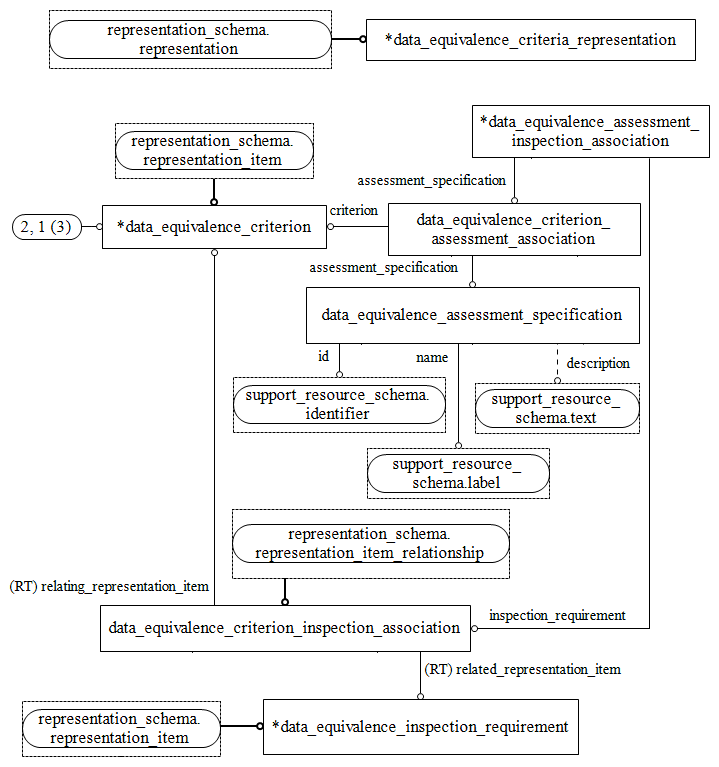 representation_schema.
representation
*data_equivalence_criteria_representation
*data_equivalence_assessment_
inspection_association
representation_schema.
representation_item
assessment_specification
2, 1 (3)
*data_equivalence_criterion
criterion
data_equivalence_criterion_
assessment_association
assessment_specification
data_equivalence_assessment_specification
id
name
description
support_resource_schema.
identifier
support_resource_
schema.text
support_resource_
schema.label
representation_schema.
representation_item_relationship
(RT) relating_representation_item
data_equivalence_criterion_inspection_association
inspection_requirement
(RT) related_representation_item
representation_schema.
representation_item
*data_equivalence_inspection_requirement